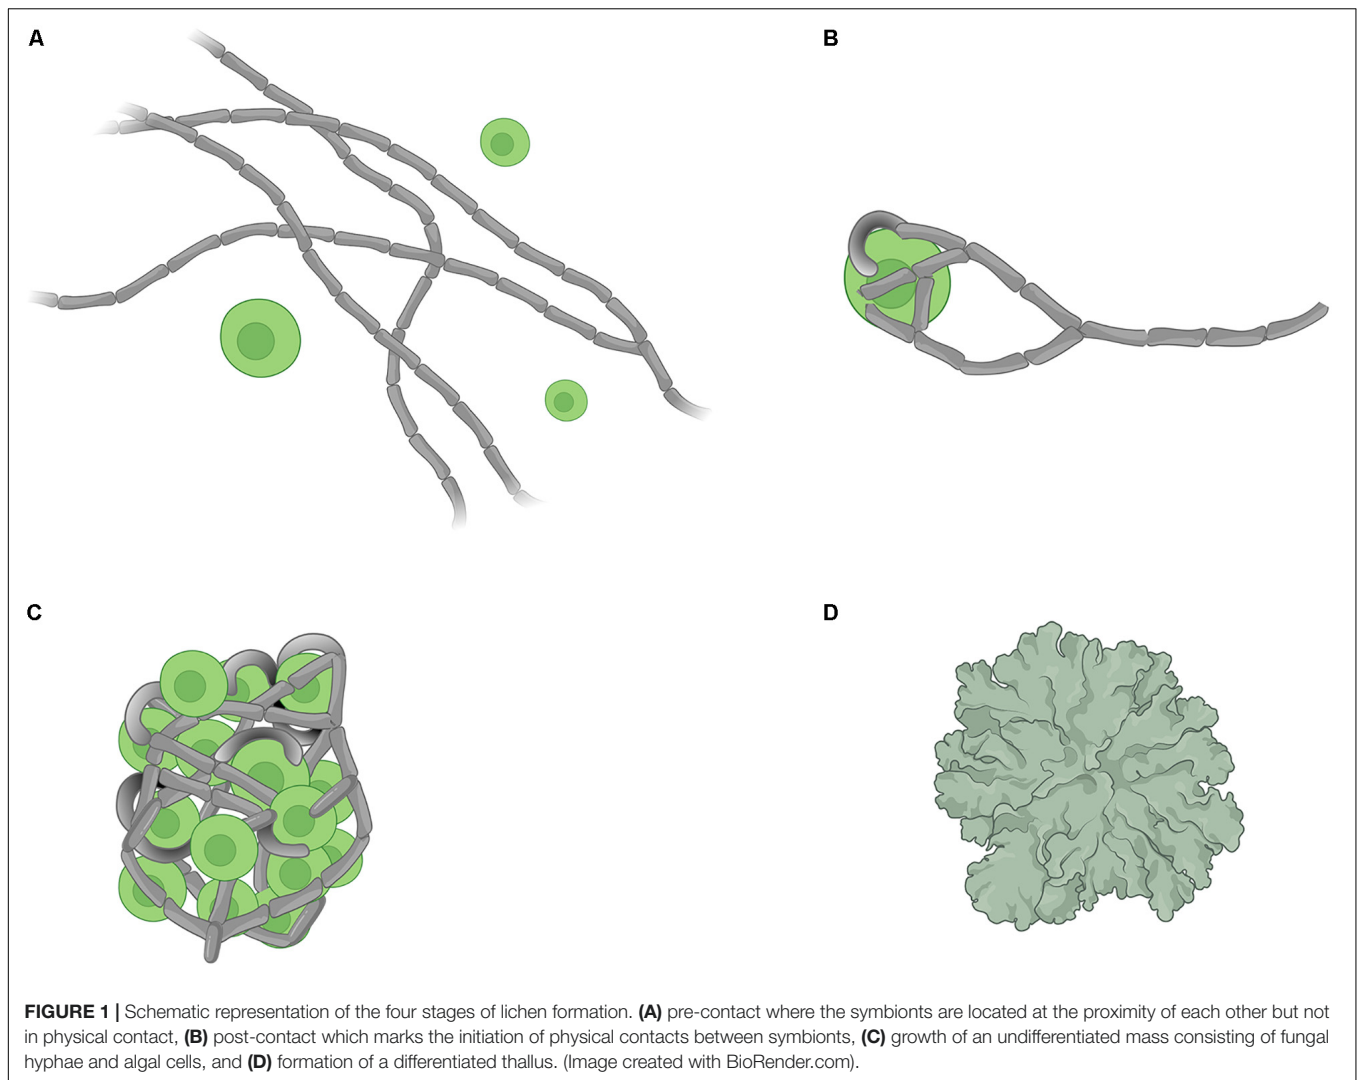 A
B
C
D
FIGURE 1 | Schematic representation of the four stages of lichen formation. (A) pre-contact where the symbionts are located at the proximity of each other but not
in physical contact, (B) post-contact which marks the initiation of physical contacts between symbionts, (C) growth of an undifferentiated mass consisting of fungal
hyphae and algal cells, and (D) formation of a differentiated thallus. (Image created with BioRender.com).